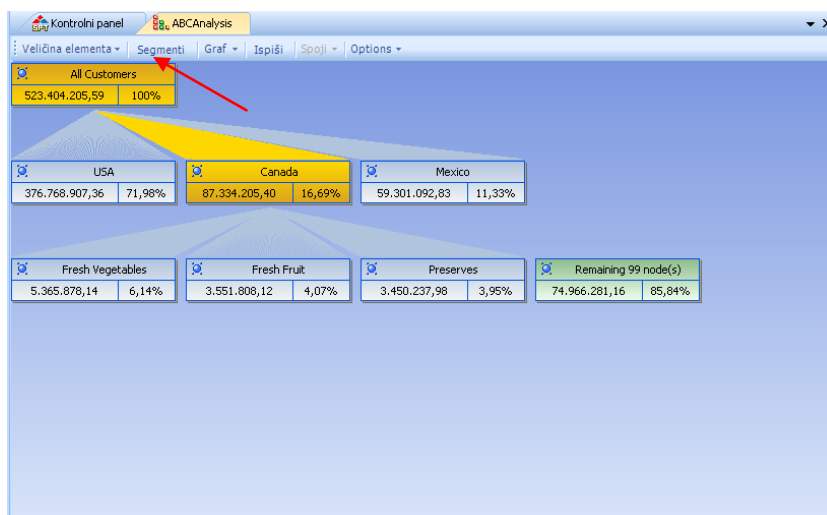 Kontrolni panel ABCAnalysis
Veličina elementa Segmenti Graf Ispiši Spoji Options
All Customers
523.404.205,59 100%
USA Canada Mexico
376.768.907,36 71,98% 87.334.205,40 16,69% 59.301.092,83 11,33%
Fresh Vegetables Fresh Fruit Preserves Remaining 99 node(s)
5.365.878,14 6,14% 3.551.808,12 4,07% 3.450.237,98 3,95% 74.966.281,16 85,84%